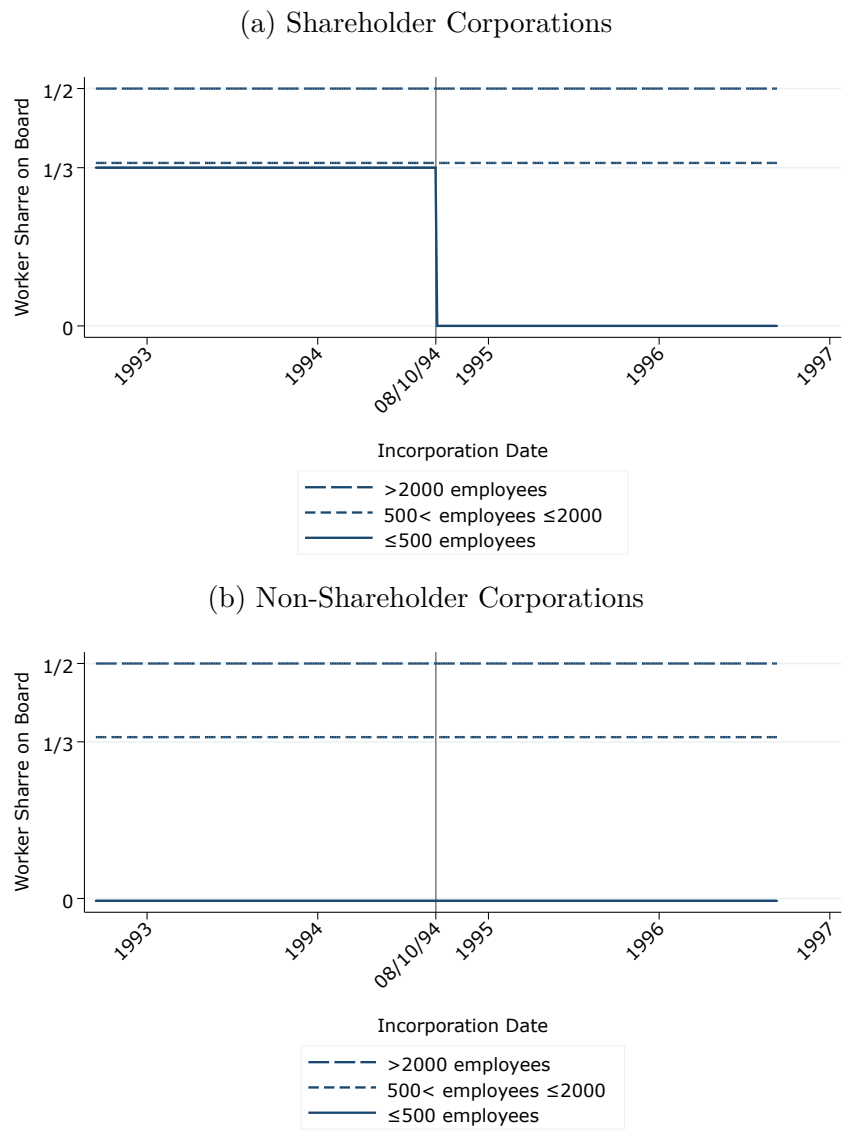 (a) Shareholder Corporations
Worker Sharre on Board
1/2
1/3
0
1993
1994
08/10/94
1995
1996
1997
Incorporation Date
>2000 employees
500< employees ≤2000
≤500 employees
(b) Non-Shareholder Corporations
Worker Sharre on Board
1/2
1/3
0
1993
1994
08/10/94
1995
1996
1997
Incorporation Date
>2000 employees
500< employees ≤2000
≤500 employees